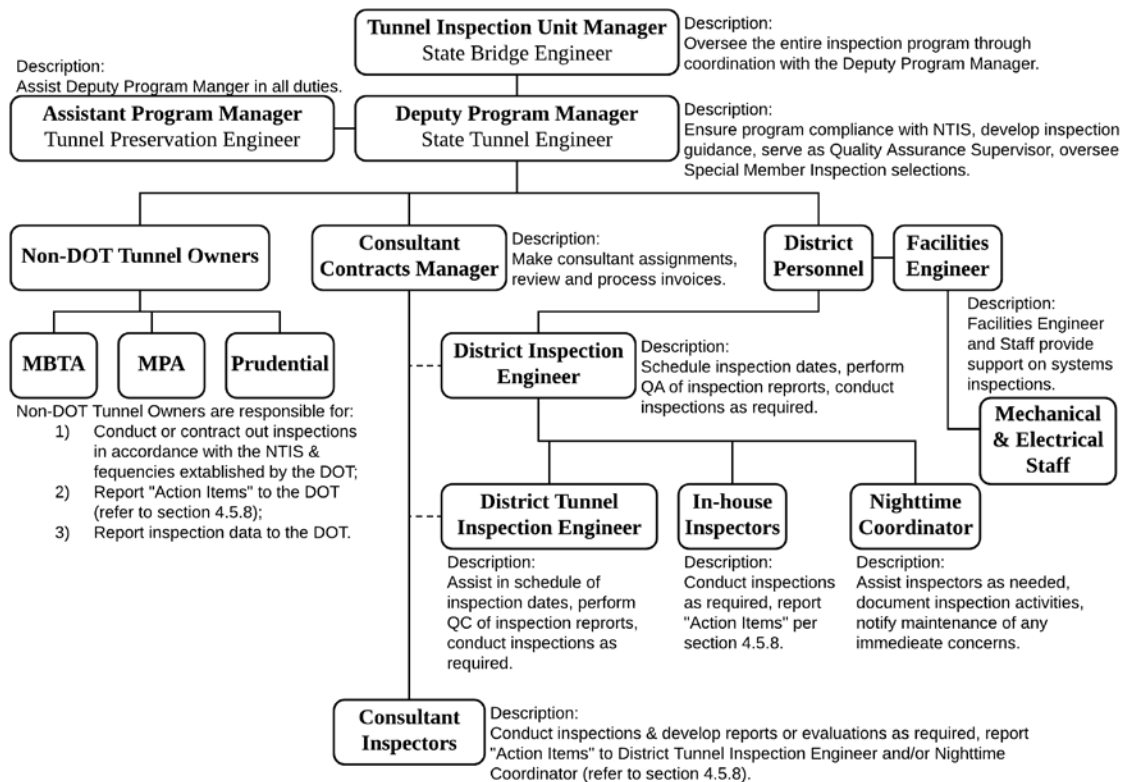 Tunnel Inspection Unit Manager
State Bridge Engineer
Description:
Oversee the entire inspection program through
coordination with the Deputy Program Manager.
Description:
Assist Deputy Program Manger in all duties.
Assistant Program Manager
Tunnel Preservation Engineer
Deputy Program Manager
State Tunnel Engineer
Description:
Ensure program compliance with NTIS, develop inspection
guidance, serve as Quality Assurance Supervisor, oversee
Special Member Inspection selections.
Non-DOT Tunnel Owners
Consultant
Contracts Manager
Description:
Make consultant assignments,
review and process invoices.
District
Personnel
Facilities
Engineer
Description:
Facilities Engineer
and Staff provide
support on systems
inspections.
MBTA
MPA
Prudential
Non-DOT Tunnel Owners are responsible for:
1) Conduct or contract out inspections
in accordance with the NTIS &
fequencies extablished by the DOT;
2) Report "Action Items" to the DOT
(refer to section 4.5.8);
3) Report inspection data to the DOT.
District Inspection
Engineer
Description:
Schedule inspection dates, perform
QA of inspection reprorts, conduct
inspections as required.
Mechanical
& Electrical
Staff
District Tunnel
Inspection Engineer
Description:
Assist in schedule of
inspection dates, perform
QC of inspection reports,
conduct inspections as
required.
In-house
Inspectors
Description:
Conduct inspections
as required, report
"Action Items" per
section 4.5.8.
Nighttime
Coordinator
Description:
Assist inspectors as needed,
document inspection activities,
notify maintenance of any
immedieate concerns.
Consultant
Inspectors
Description:
Conduct inspections & develop reports or evaluations as required, report
"Action Items" to District Tunnel Inspection Engineer and/or Nighttime
Coordinator (refer to section 4.5.8).